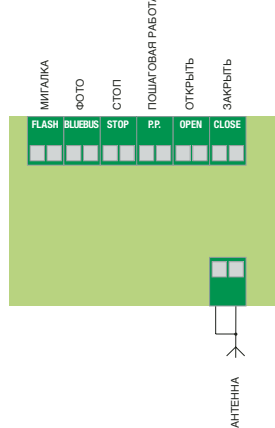 МИГАЛКА
ФОТО
СТОП
ПОШАГОВАЯ РАБОТА
ОТКРЫТЬ
ЗАКРЫТЬ
FLASH BLUEBUS STOP P.P. OPEN CLOSE
АНТЕННА